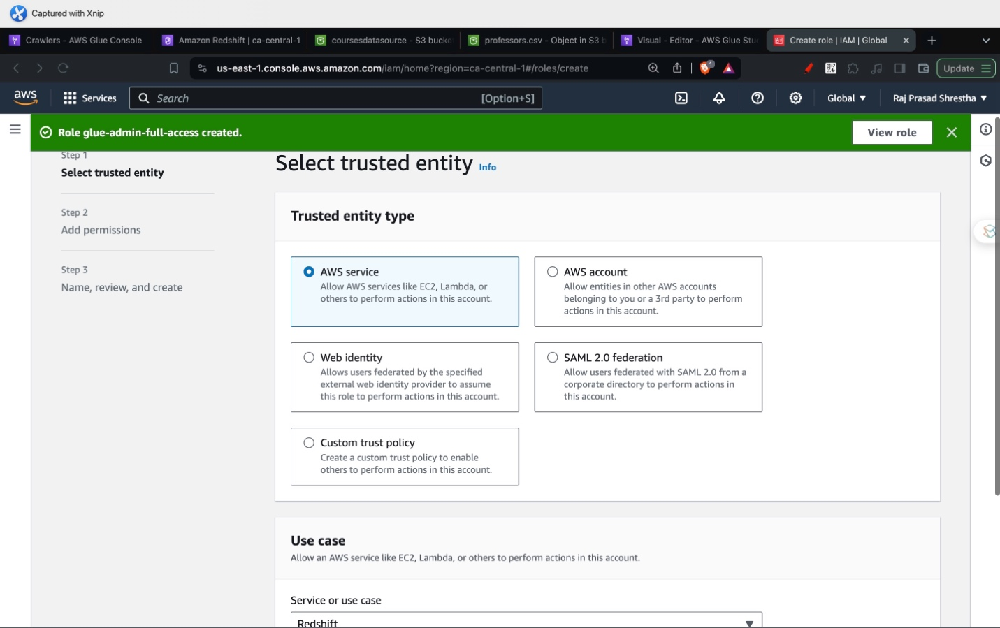 Captured with Xnip
Crawlers - AWS Glue Console
Amazon Redshift | ca-central-1
coursesdatasource - S3 bucke
professors.csv - Object in S3 b
Visual - Editor - AWS Glue Stu
Create role | IAM | Global
us-east-1.console.aws.amazon.com/iam/home?region=ca-central-1#/roles/create
1
Update
aws
Services
Search
[Option+S]
Global
Raj Prasad Shrestha
Role glue-admin-full-access created.
View role
Step 1
Select trusted entity
Step 2
Add permissions
Step 3
Name, review, and create
Select trusted entity Info
Trusted entity type
AWS service
Allow AWS services like EC2, Lambda, or
others to perform actions in this account.
AWS account
Allow entities in other AWS accounts
belonging to you or a 3rd party to perform
actions in this account.
Web identity
Allows users federated by the specified
external web identity provider to assume
this role to perform actions in this account.
SAML 2.0 federation
Allow users federated with SAML 2.0 from a
corporate directory to perform actions in
this account.
Custom trust policy
Create a custom trust policy to enable
others to perform actions in this account.
Use case
Allow an AWS service like EC2, Lambda, or others to perform actions in this account.
Service or use case
Redshift